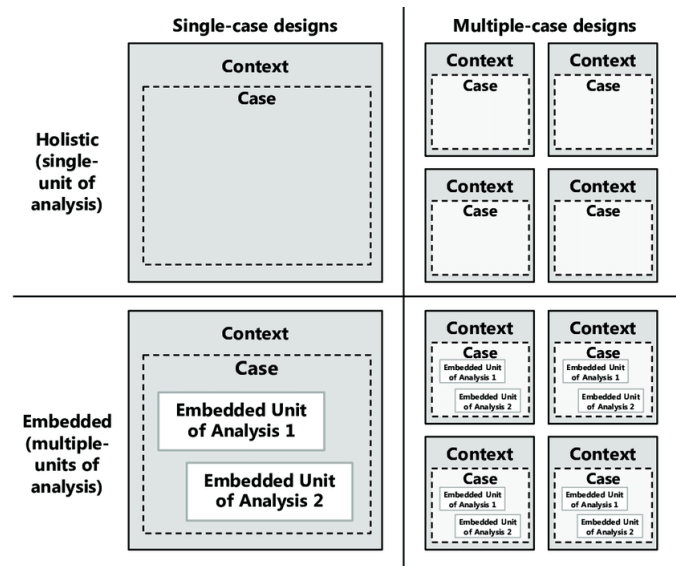 Single-case designs
Multiple-case designs
Holistic
(single-
unit of
analysis)
Context
Case
Context
Case
Context
Case
Context
Case
Context
Case
Embedded
(multiple-
units of
analysis)
Context
Case
Embedded Unit
of Analysis 1
Embedded Unit
of Analysis 2
Context
Case
Embedded Unit
of Analysis 1
Embedded Unit
of Analysis 2
Context
Case
Embedded Unit
of Analysis 1
Embedded Unit
of Analysis 2
Context
Case
Embedded Unit
of Analysis 1
Embedded Unit
of Analysis 2
Context
Case
Embedded Unit
of Analysis 1
Embedded Unit
of Analysis 2